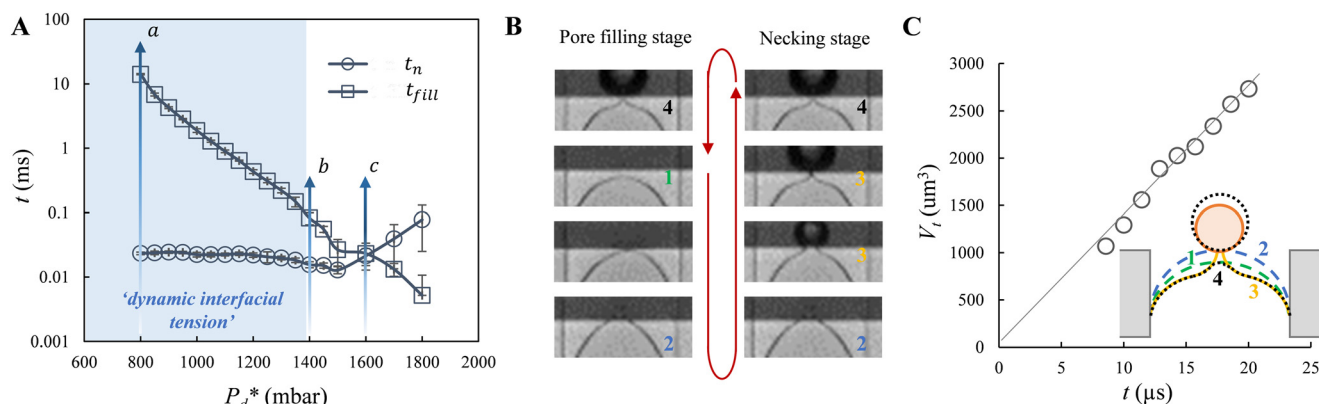 A
t (ms)
100
10
1
0.1
0.01
0.001
a
b
c
t_n
t_fill
'dynamic interfacial
tension'
600 800 1000 1200 1400 1600 1800 2000
P_d* (mbar)
B
Pore filling stage Necking stage
4 4
1 3
3
2 2
C
V_t (um³)
3000
2500
2000
1500
1000
500
0
1 2
4 3
0 5 10 15 20 25
t (µs)